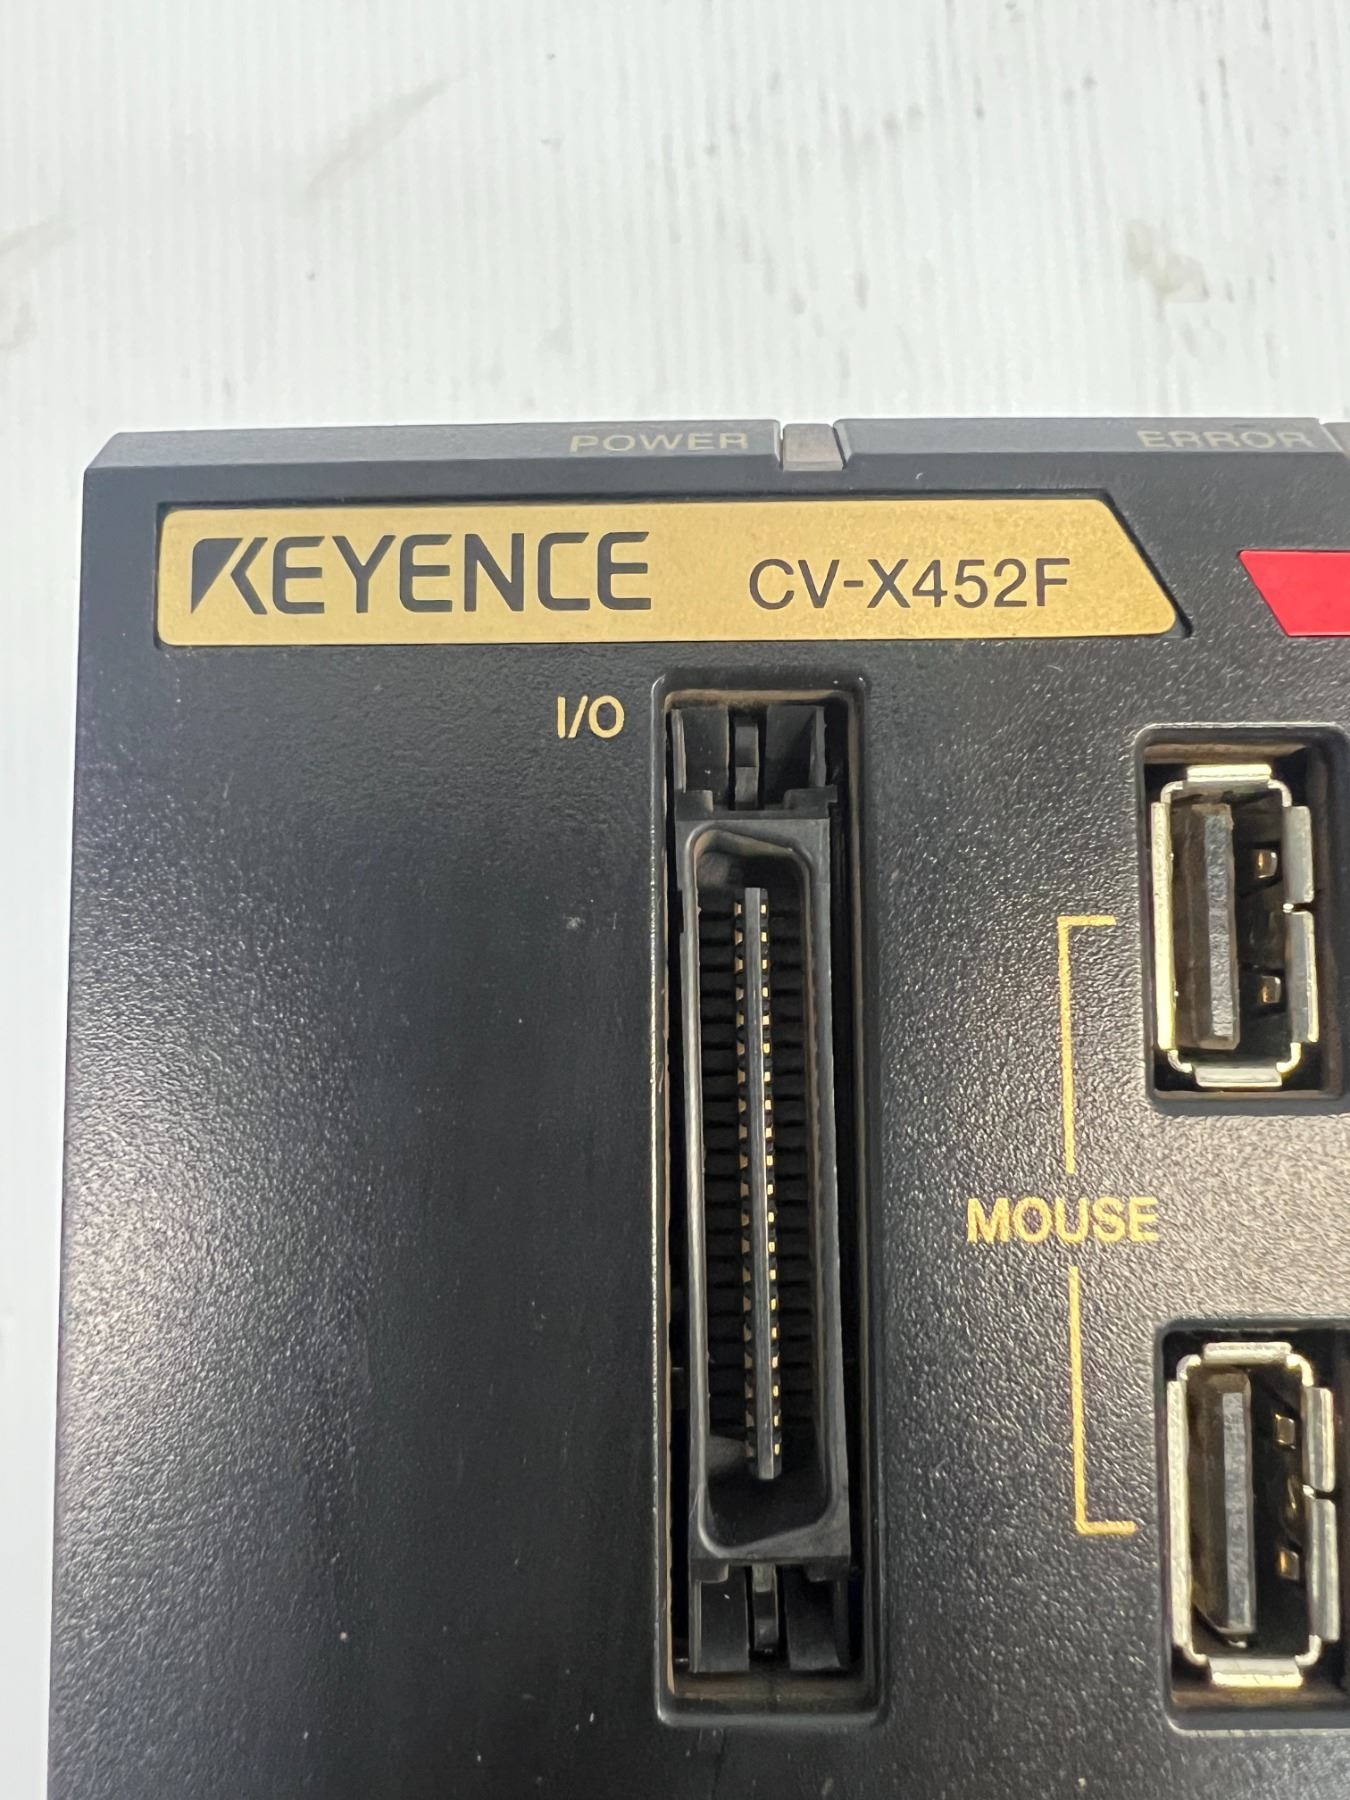 POWER
ERROR
KEYENCE CV-X452F
I/O
MOUSE